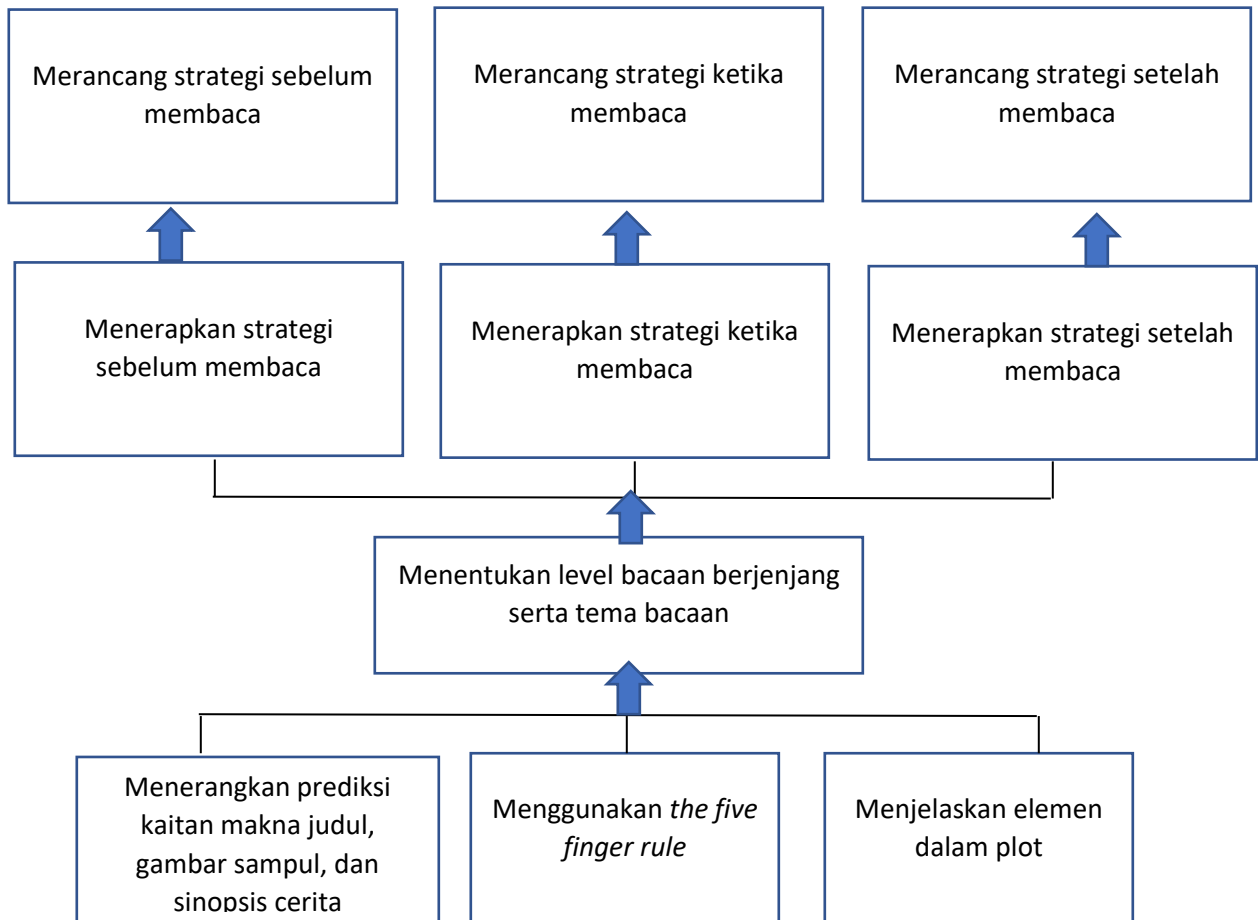 Merancang strategi sebelum
membaca
Merancang strategi ketika
membaca
Merancang strategi setelah
membaca
Menerapkan strategi
sebelum membaca
Menerapkan strategi ketika
membaca
Menerapkan strategi setelah
membaca
Menentukan level bacaan berjenjang
serta tema bacaan
Menerangkan prediksi
kaitan makna judul,
gambar sampul, dan
sinopsis cerita
Menggunakan the five
finger rule
Menjelaskan elemen
dalam plot